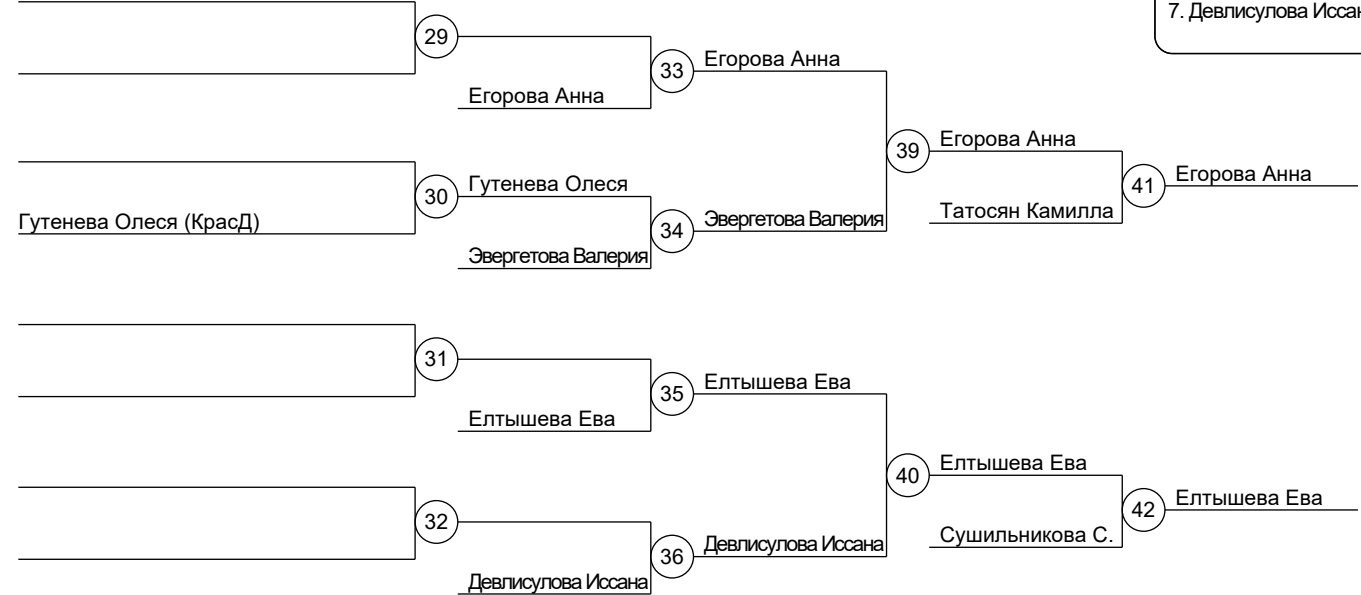 7. Девлисулова Исса
29
Егорова Анна
33
Егорова Анна
Егорова Анна
39
41
Егорова Анна
Гутенева Олеся
30
Татосян Камилла
Гутенева Олеся (КрасД)
34
Эвергетова Валерия
Эвергетова Валерия
31
Елтышева Ева
35
Елтышева Ева
Елтышева Ева
40
42
Елтышева Ева
32
Сушильникова С.
36
Девлисулова Иссана
Девлисулова Иссана